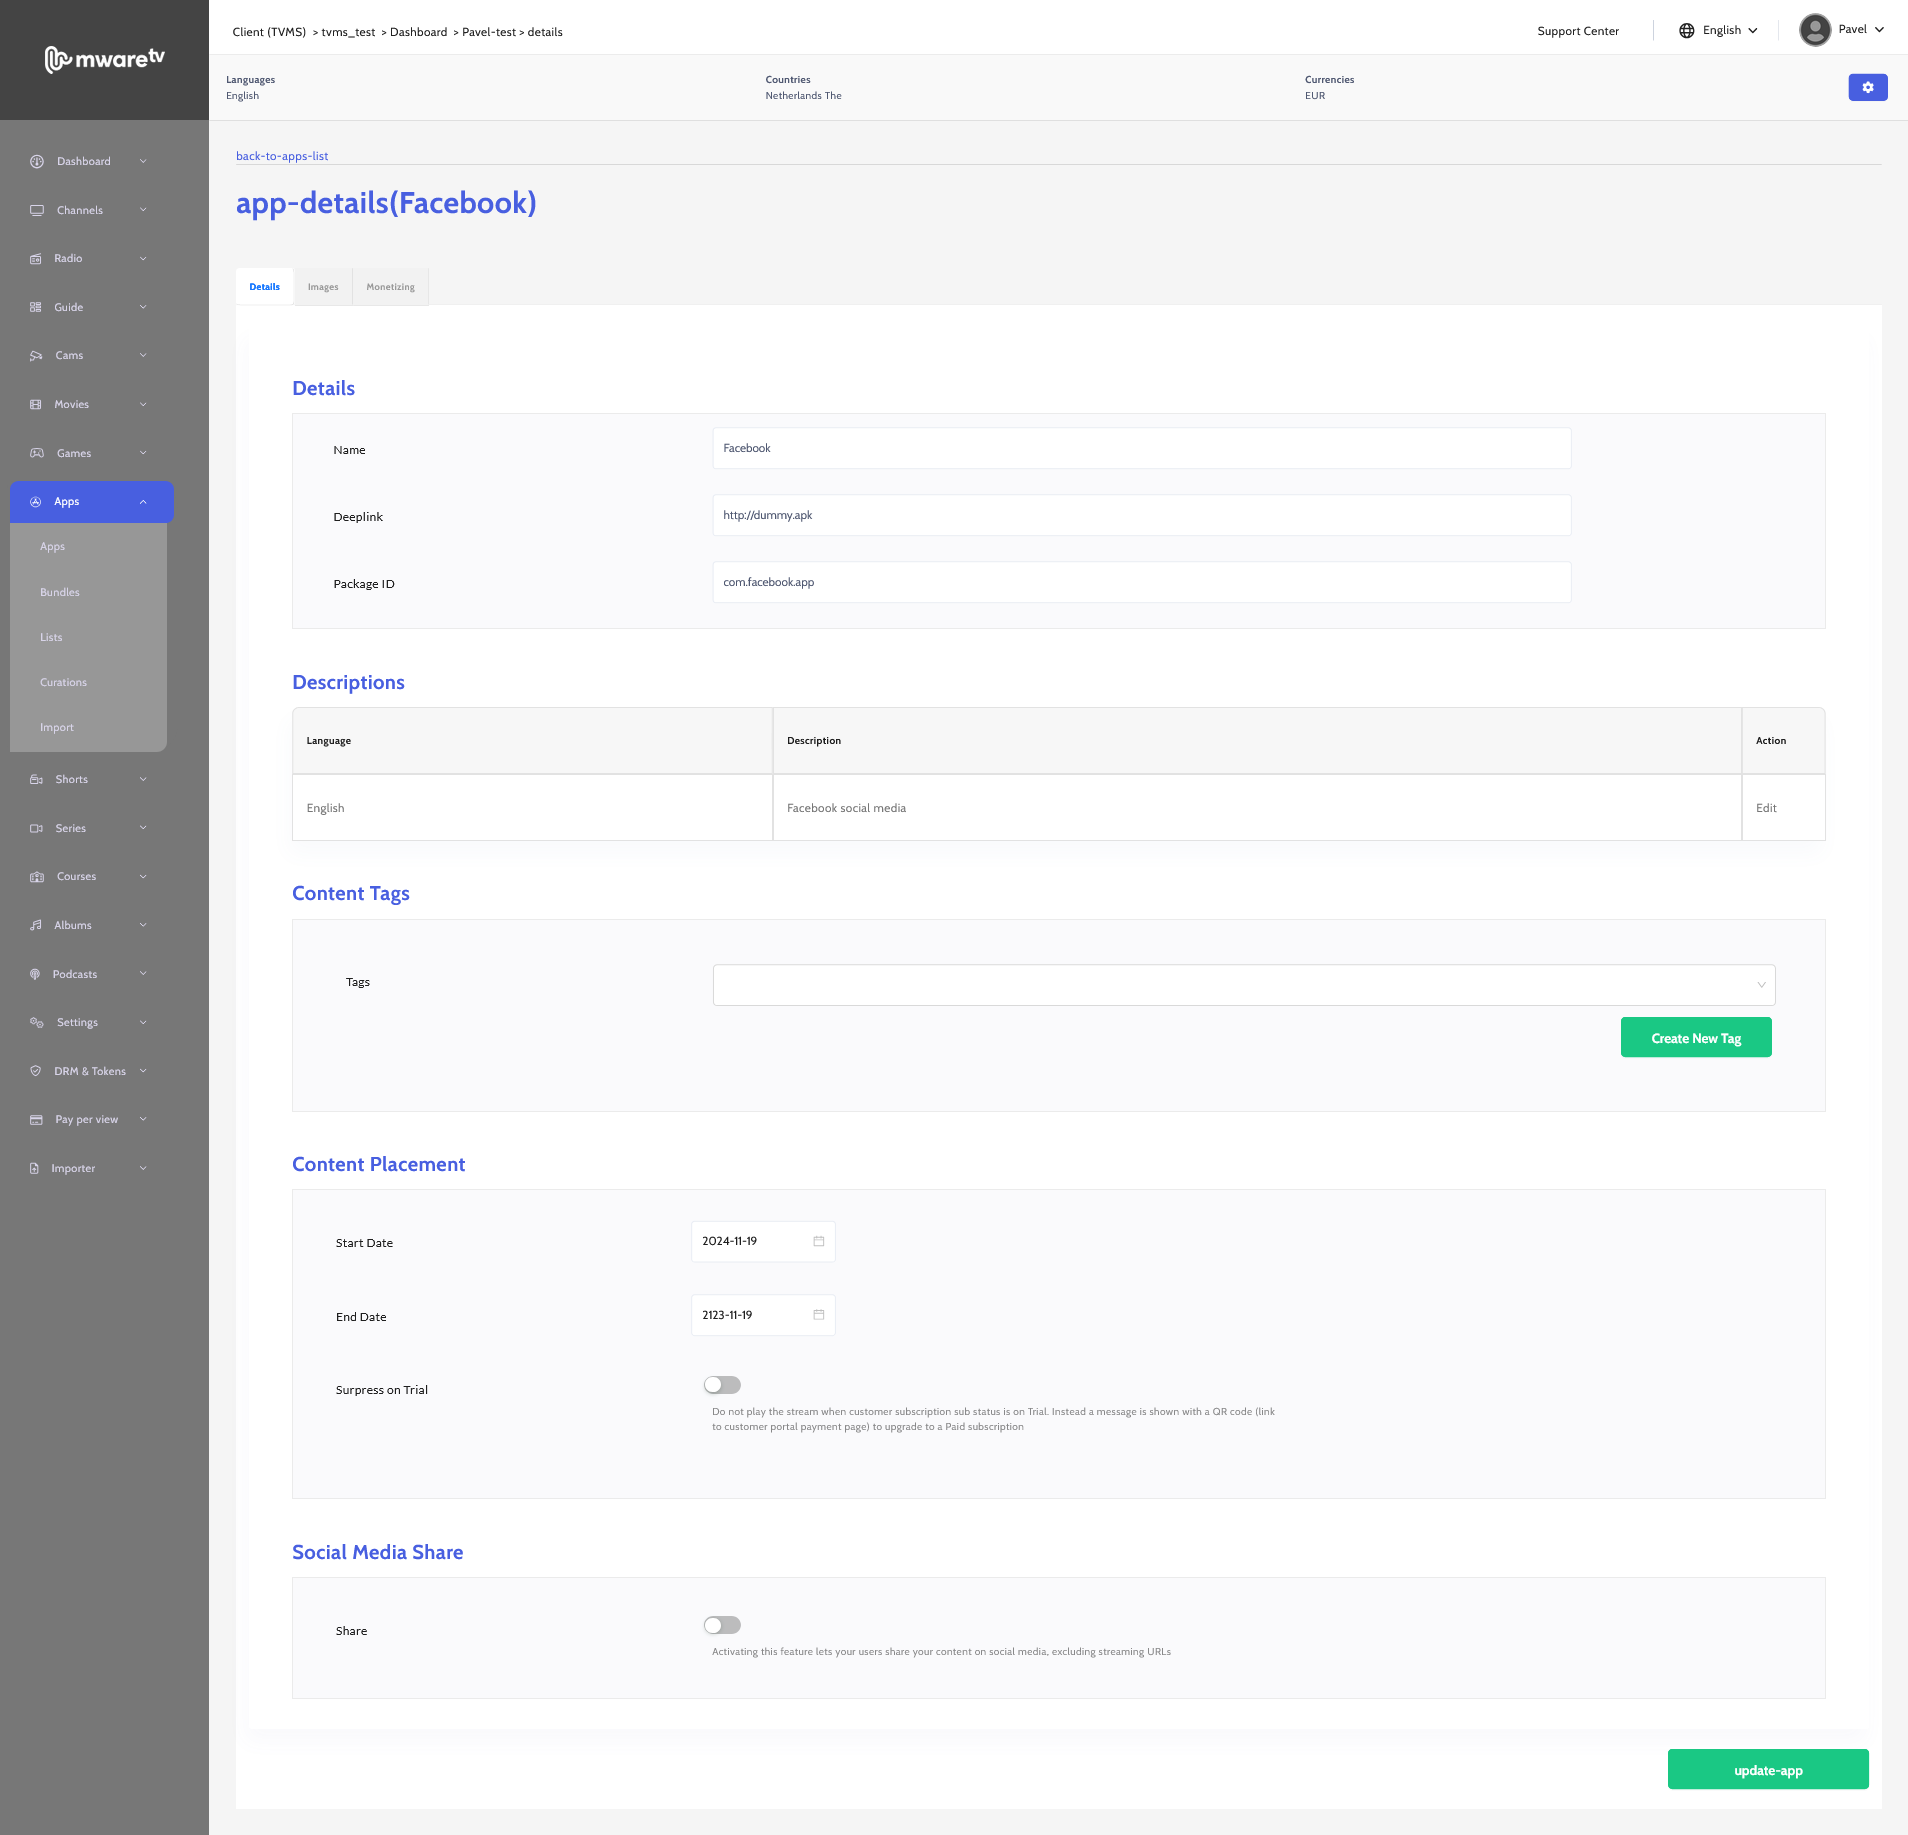 mwaretv
Client (TVMS) > tvms_test > Dashboard > Pavel-test > details
Support Center
English
Pavel
Languages
English
Countries
Netherlands The
Currencies
EUR
Dashboard
Channels
Radio
Guide
Cams
Movies
Games
Apps
Apps
Bundles
Lists
Curations
Import
Shorts
Series
Courses
Albums
Podcasts
Settings
DRM & Tokens
Pay per view
Importer
back-to-apps-list
app-details(Facebook)
Details
Images
Monetizing
Details
Name
Facebook
Deeplink
http://dummy.apk
Package ID
com.facebook.app
Descriptions
Language
Description
Action
English
Facebook social media
Edit
Content Tags
Tags
Create New Tag
Content Placement
Start Date
2024-11-19
End Date
2123-11-19
Surpress on Trial
Do not play the stream when customer subscription sub status is on Trial. Instead a message is shown with a QR code (link
to customer portal payment page) to upgrade to a Paid subscription
Social Media Share
Share
Activating this feature lets your users share your content on social media, excluding streaming URLs
update-app